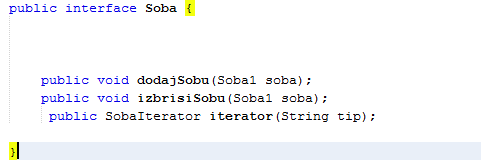 public interface Soba {
public void dodajSobu(Soba1 soba);
public void izbrisiSobu(Soba1 soba);
public SobaIterator iterator(String tip);
}